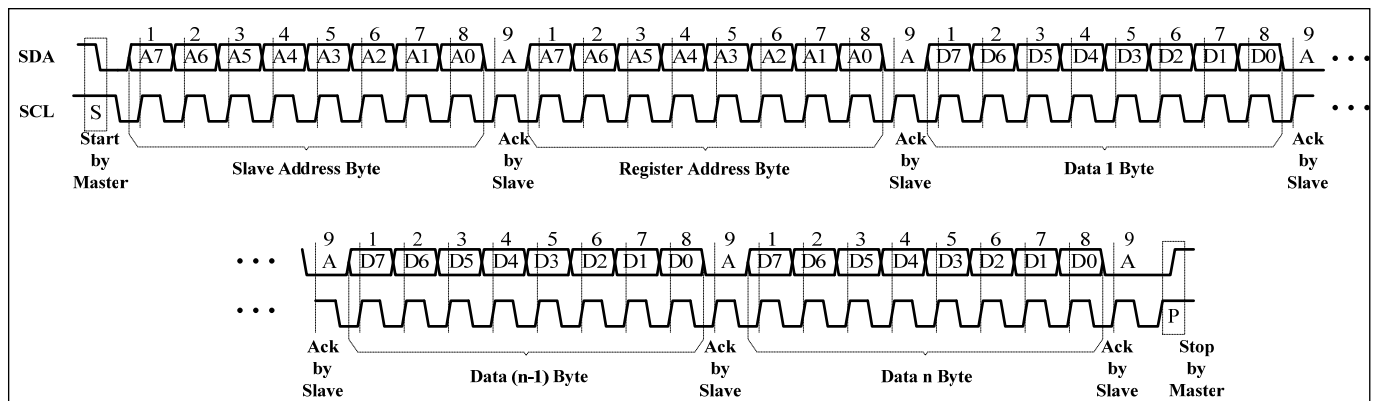 1 2 3 4 5 6 7 8 9 1 2 3 4 5 6 7 8 9 1 2 3 4 5 6 7 8 9
SDA A7 A6 A5 A4 A3 A2 A1 A0 A A7 A6 A5 A4 A3 A2 A1 A0 A D7 D6 D5 D4 D3 D2 D1 D0 A • • •
SCL S • • •
Start by Master
Slave Address Byte
Ack by Slave
Register Address Byte
Ack by Slave
Data 1 Byte
Ack by Slave
9 1 2 3 4 5 6 7 8 9 1 2 3 4 5 6 7 8 9
• • • A D7 D6 D5 D4 D3 D2 D1 D0 A D7 D6 D5 D4 D3 D2 D1 D0 A
• • • P
Ack by Slave
Data (n-1) Byte
Ack by Slave
Data n Byte
Ack by Slave
Stop by Master